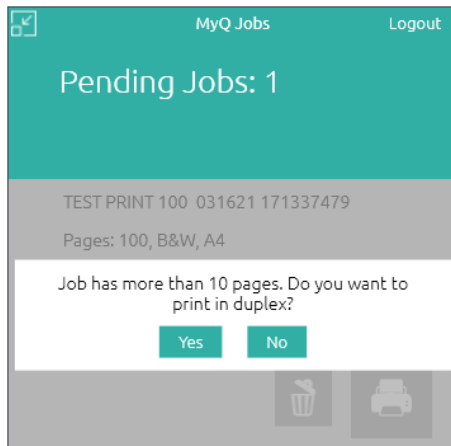 MyQ Jobs
Logout
Pending Jobs: 1
TEST PRINT 100 031621 171337479
Pages: 100, B&W, A4
Job has more than 10 pages. Do you want to
print in duplex?
Yes
No